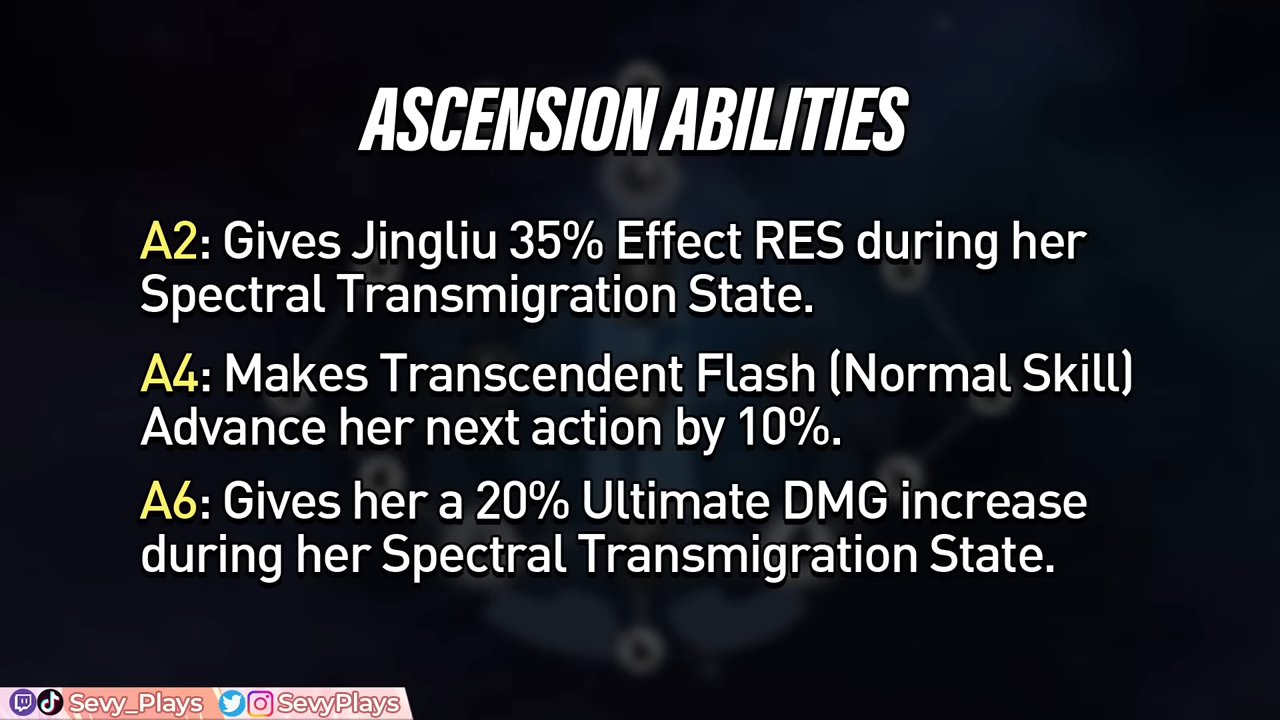 ASCENSION ABILITIES
A2: Gives Jingliu 35% Effect RES during her
Spectral Transmigration State.
A4: Makes Transcendent Flash (Normal Skill)
Advance her next action by 10%.
A6: Gives her a 20% Ultimate DMG increase
during her Spectral Transmigration State.
Sevy_Plays SevyPlays